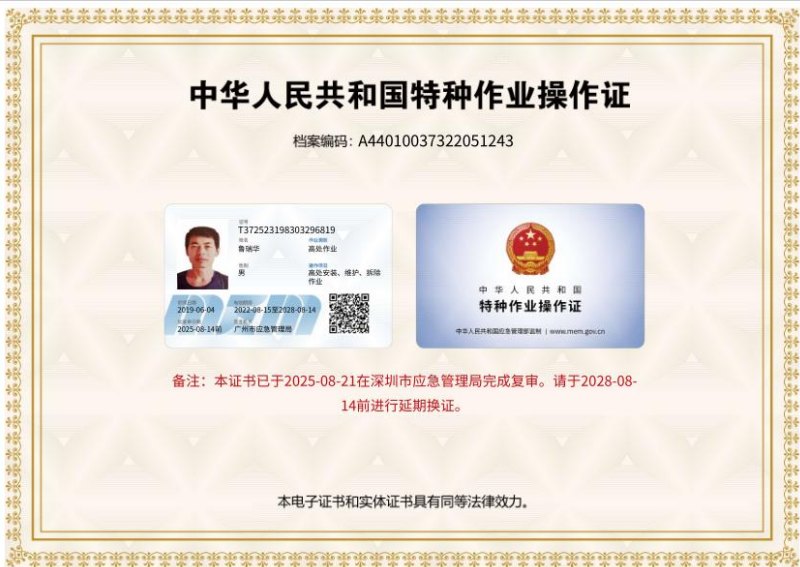 中华人民共和国特种作业操作证
档案编码：A44010037322051243
证号
T372523198303296819
姓名
鲁瑞华
作业类别
高处作业
性别
男
操作项目
高处安装、维护、拆除
作业
初领日期
2019-06-04
有效期限
2022-08-15至2028-08-14
2025-08-14前
签发机关
广州市应急管理局
中华人民共和国
特种作业操作证
中华人民共和国应急管理部监制 | www.mem.gov.cn
备注：本证书已于2025-08-21在深圳市应急管理局完成复审。请于2028-08-
14前进行延期换证。
本电子证书和实体证书具有同等法律效力。